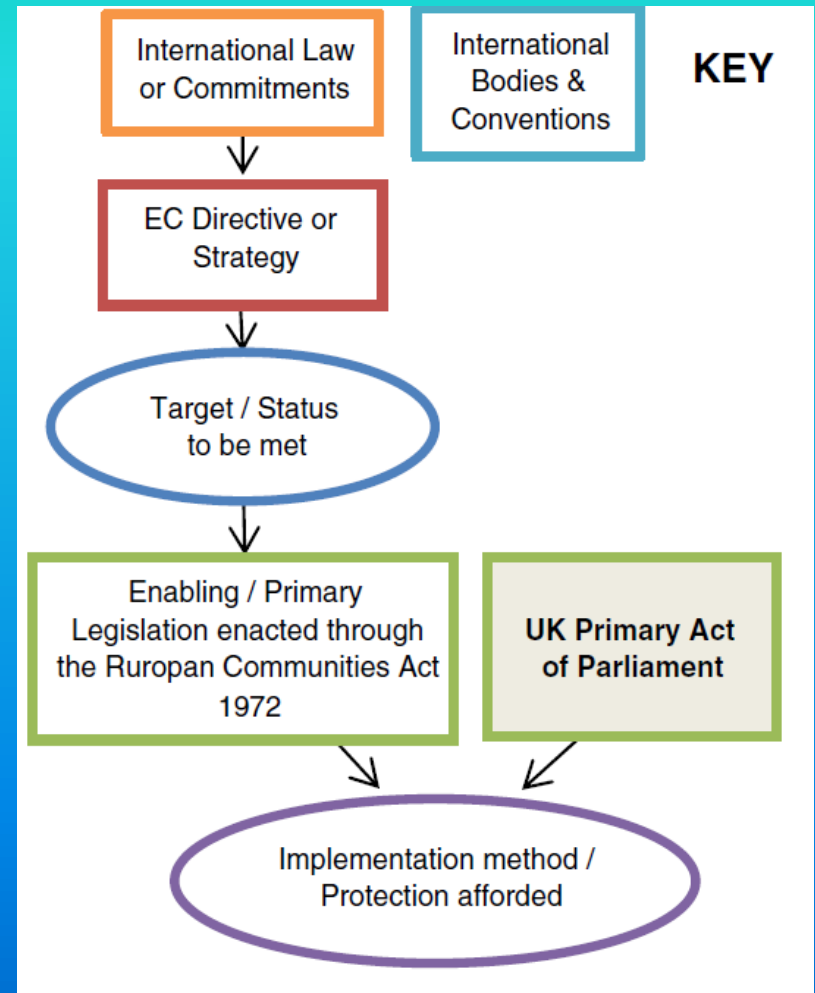 International Law
or Commitments
International
Bodies &
Conventions
KEY
EC Directive or
Strategy
Target / Status
to be met
Enabling / Primary
Legislation enacted through
the Ruropan Communities Act
1972
UK Primary Act
of Parliament
Implementation method /
Protection afforded